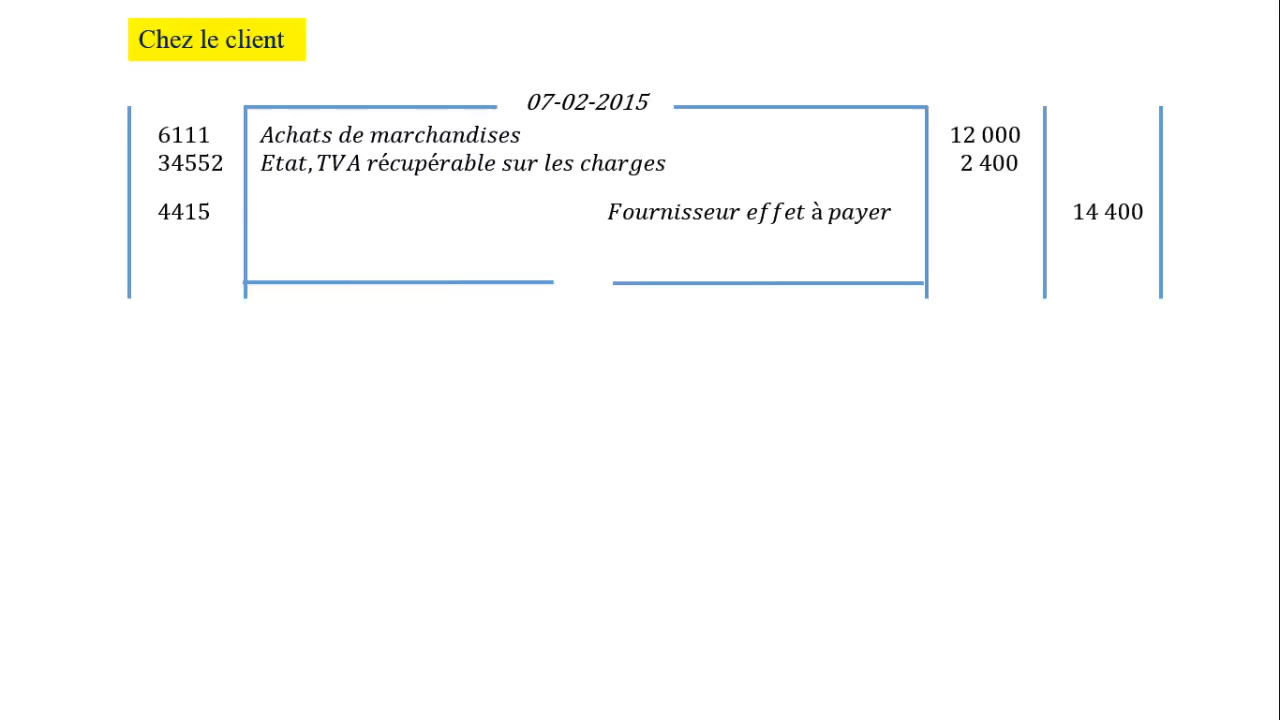 Chez le client
07-02-2015
6111 Achats de marchandises 12 000
34552 Etat, TVA récupérable sur les charges 2 400
4415 Fournisseur effet à payer 14 400